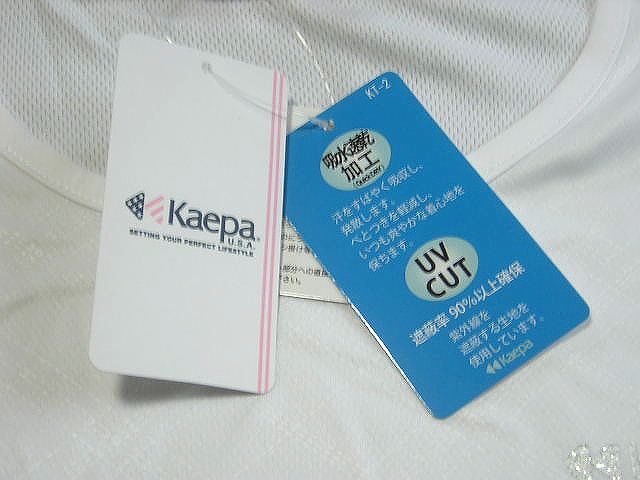 Kaepa
U.S.A.
SETTING YOUR PERFECT LIFESTYLE
KT-2
吸水速乾
加工
QUICK DRY
汗をすばやく吸収し、
発散します。
べとつきを軽減し、
いつも爽やかな着心地を
保ちます。
UV
CUT
遮蔽率 90%以上確保
紫外線を
遮蔽する生地を
使用しています。
Kaepa